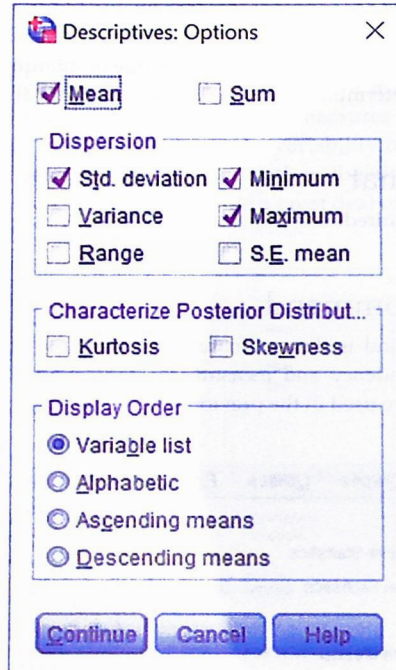 Descriptives: Options
Mean Sum
Dispersion
Std. deviation Minimum
Variance Maximum
Range S.E. mean
Characterize Posterior Distribut...
Kurtosis Skewness
Display Order
Variable list
Alphabetic
Ascending means
Descending means
Continue Cancel Help